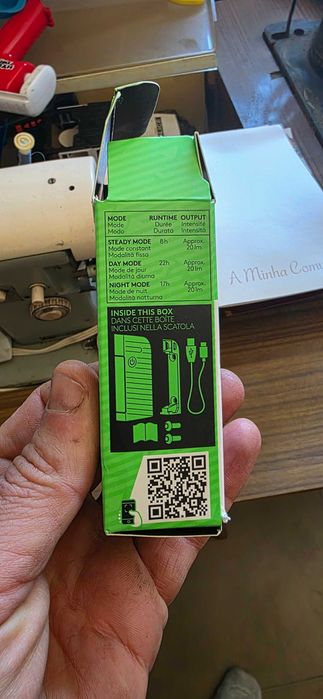 MODE RUNTIME OUTPUT
Mode Durée Intensité
Modo Durata Intensità
STEADY MODE 8h Approx.
Mode constant 20lm
Modalità fissa
DAY MODE 22h Approx.
Mode de jour 20lm
Modalità diurna
NIGHT MODE 17h Approx.
Mode de nuit 20lm
Modalità notturna
INSIDE THIS BOX
DANS CETTE BOÎTE
INCLUSI NELLA SCATOLA
A Minha